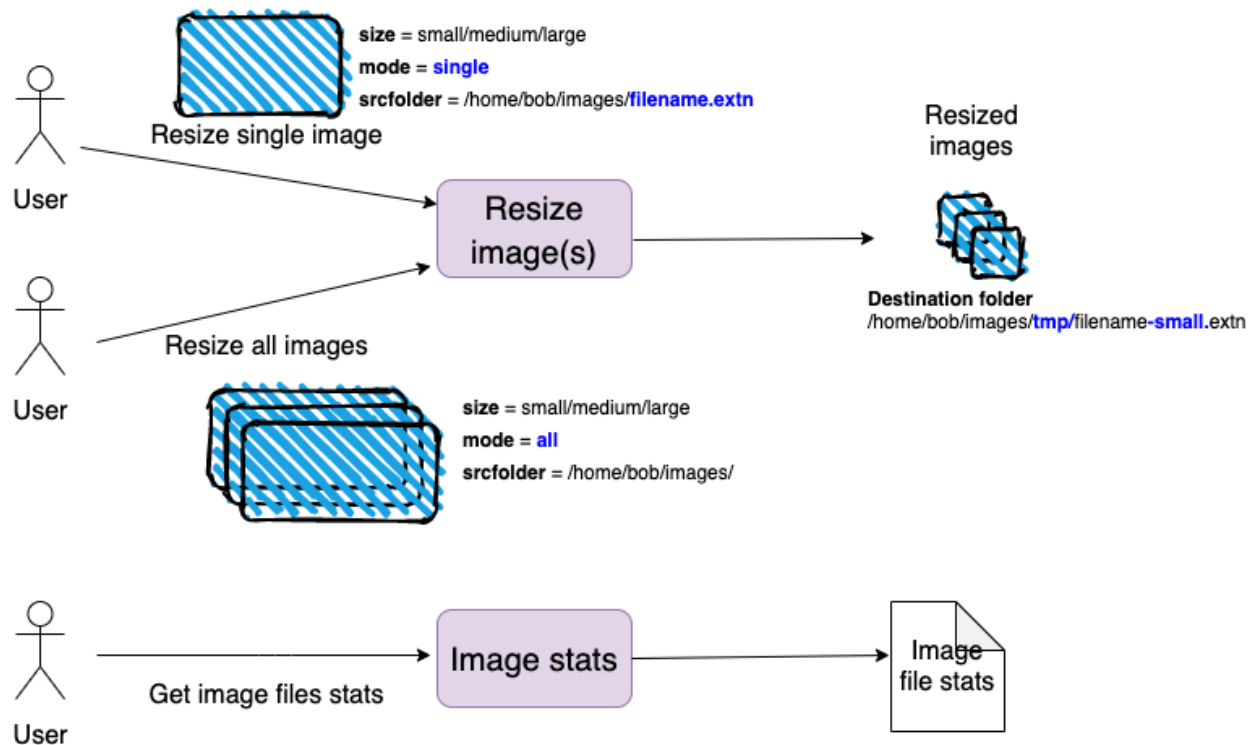 size = small/medium/large
mode = single
srcfolder = /home/bob/images/filename.extn
Resize single image
User
Resize
image(s)
Resized
images
Destination folder
/home/bob/images/tmp/filename-small.extn
Resize all images
User
size = small/medium/large
mode = all
srcfolder = /home/bob/images/
Get image files stats
User
Image stats
Image
file stats